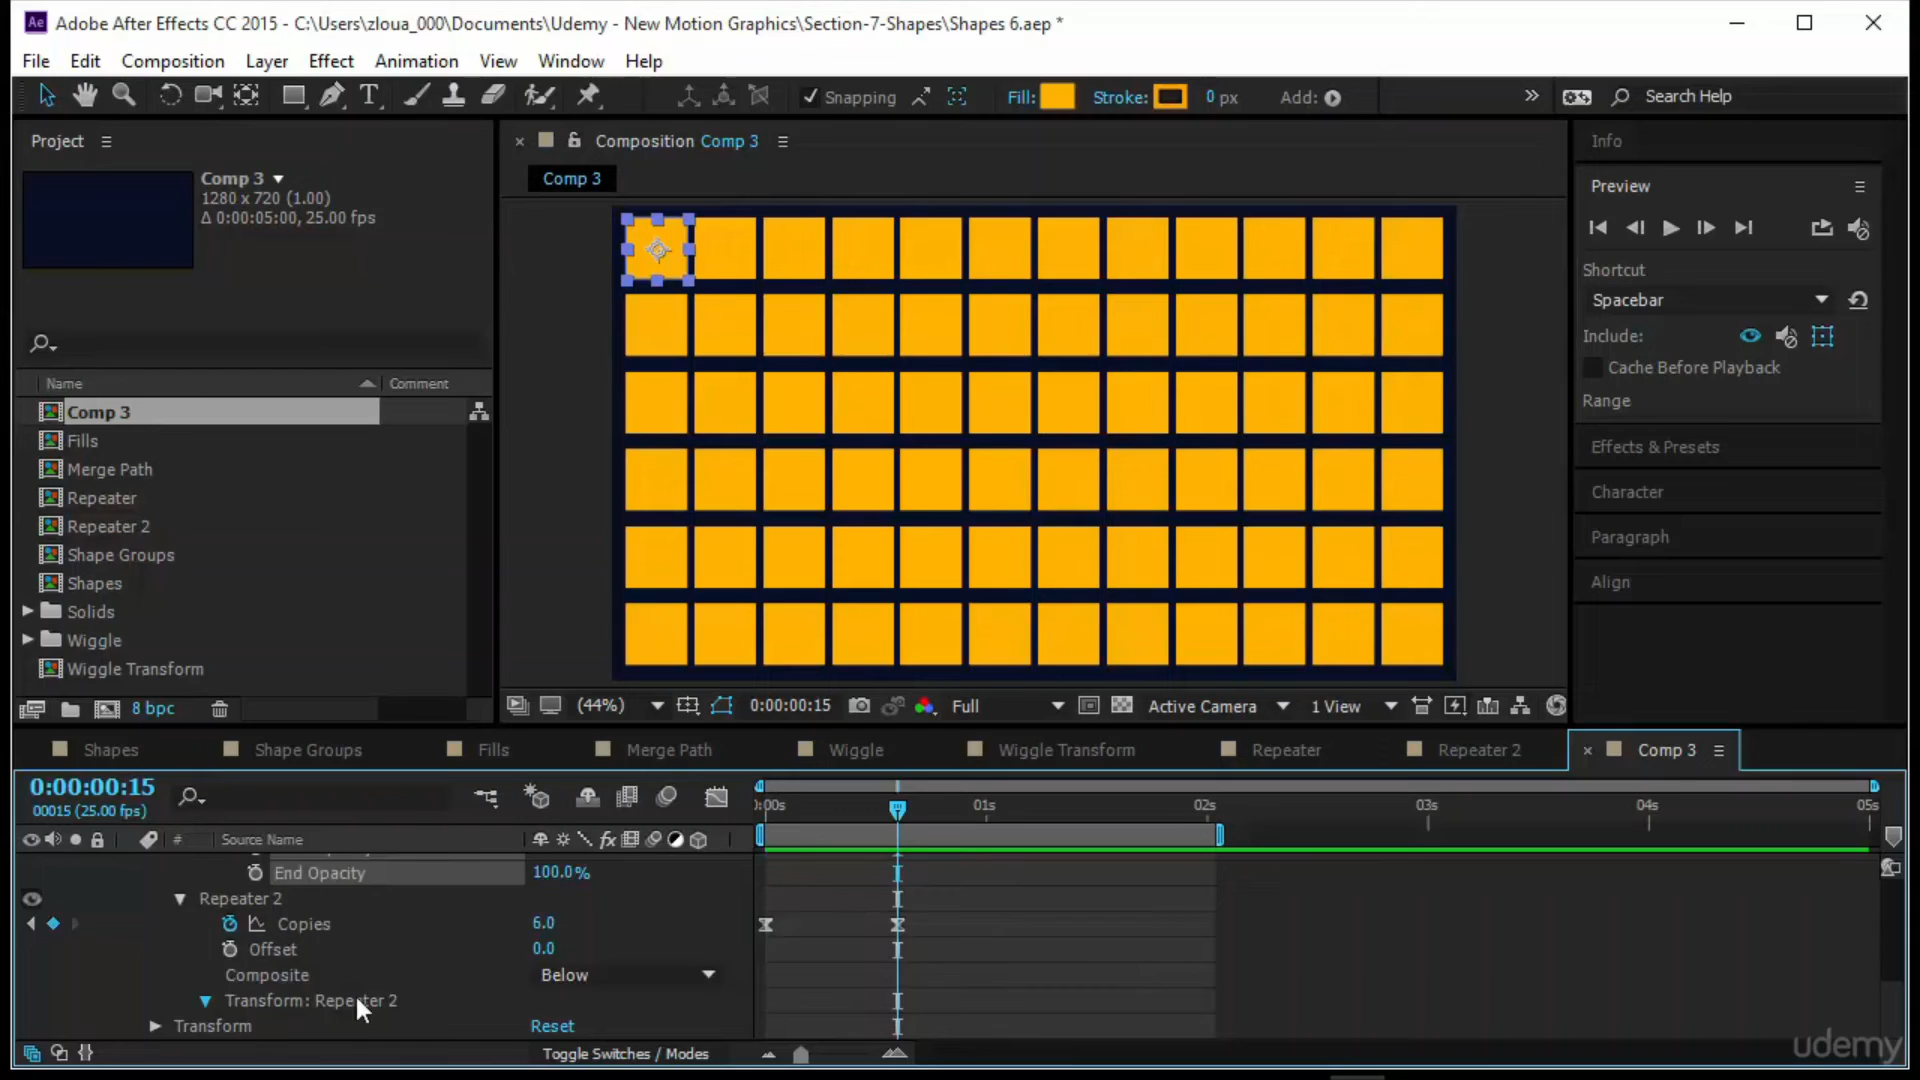 Ae Adobe After Effects CC 2015 - C:\Users\zloua_000\Documents\Udemy - New Motion Graphics\Section-7-Shapes\Shapes 6.aep *
File Edit Composition Layer Effect Animation View Window Help
T Snapping Fill: Stroke: 0 px Add: Search Help
Project
Comp 3
1280 x 720 (1.00)
Δ 0:00:05:00, 25.00 fps
Name Comment
Comp 3
Fills
Merge Path
Repeater
Repeater 2
Shape Groups
Shapes
Solids
Wiggle
Wiggle Transform
8 bpc
× Composition Comp 3
Comp 3
(44%) 0:00:00:15 Full Active Camera 1 View
Info
Preview
Shortcut
Spacebar
Include:
Cache Before Playback
Range
Effects & Presets
Character
Paragraph
Align
Shapes Shape Groups Fills Merge Path Wiggle Wiggle Transform Repeater Repeater 2 × Comp 3
0:00:00:15
00015 (25.00 fps)
# Source Name fx
):00s 01s 02s 03s 04s 05s
End Opacity 100.0%
Repeater 2
Copies 6.0
Offset 0.0
Composite Below
Transform: Repeater 2
Transform Reset
Toggle Switches / Modes
udemy